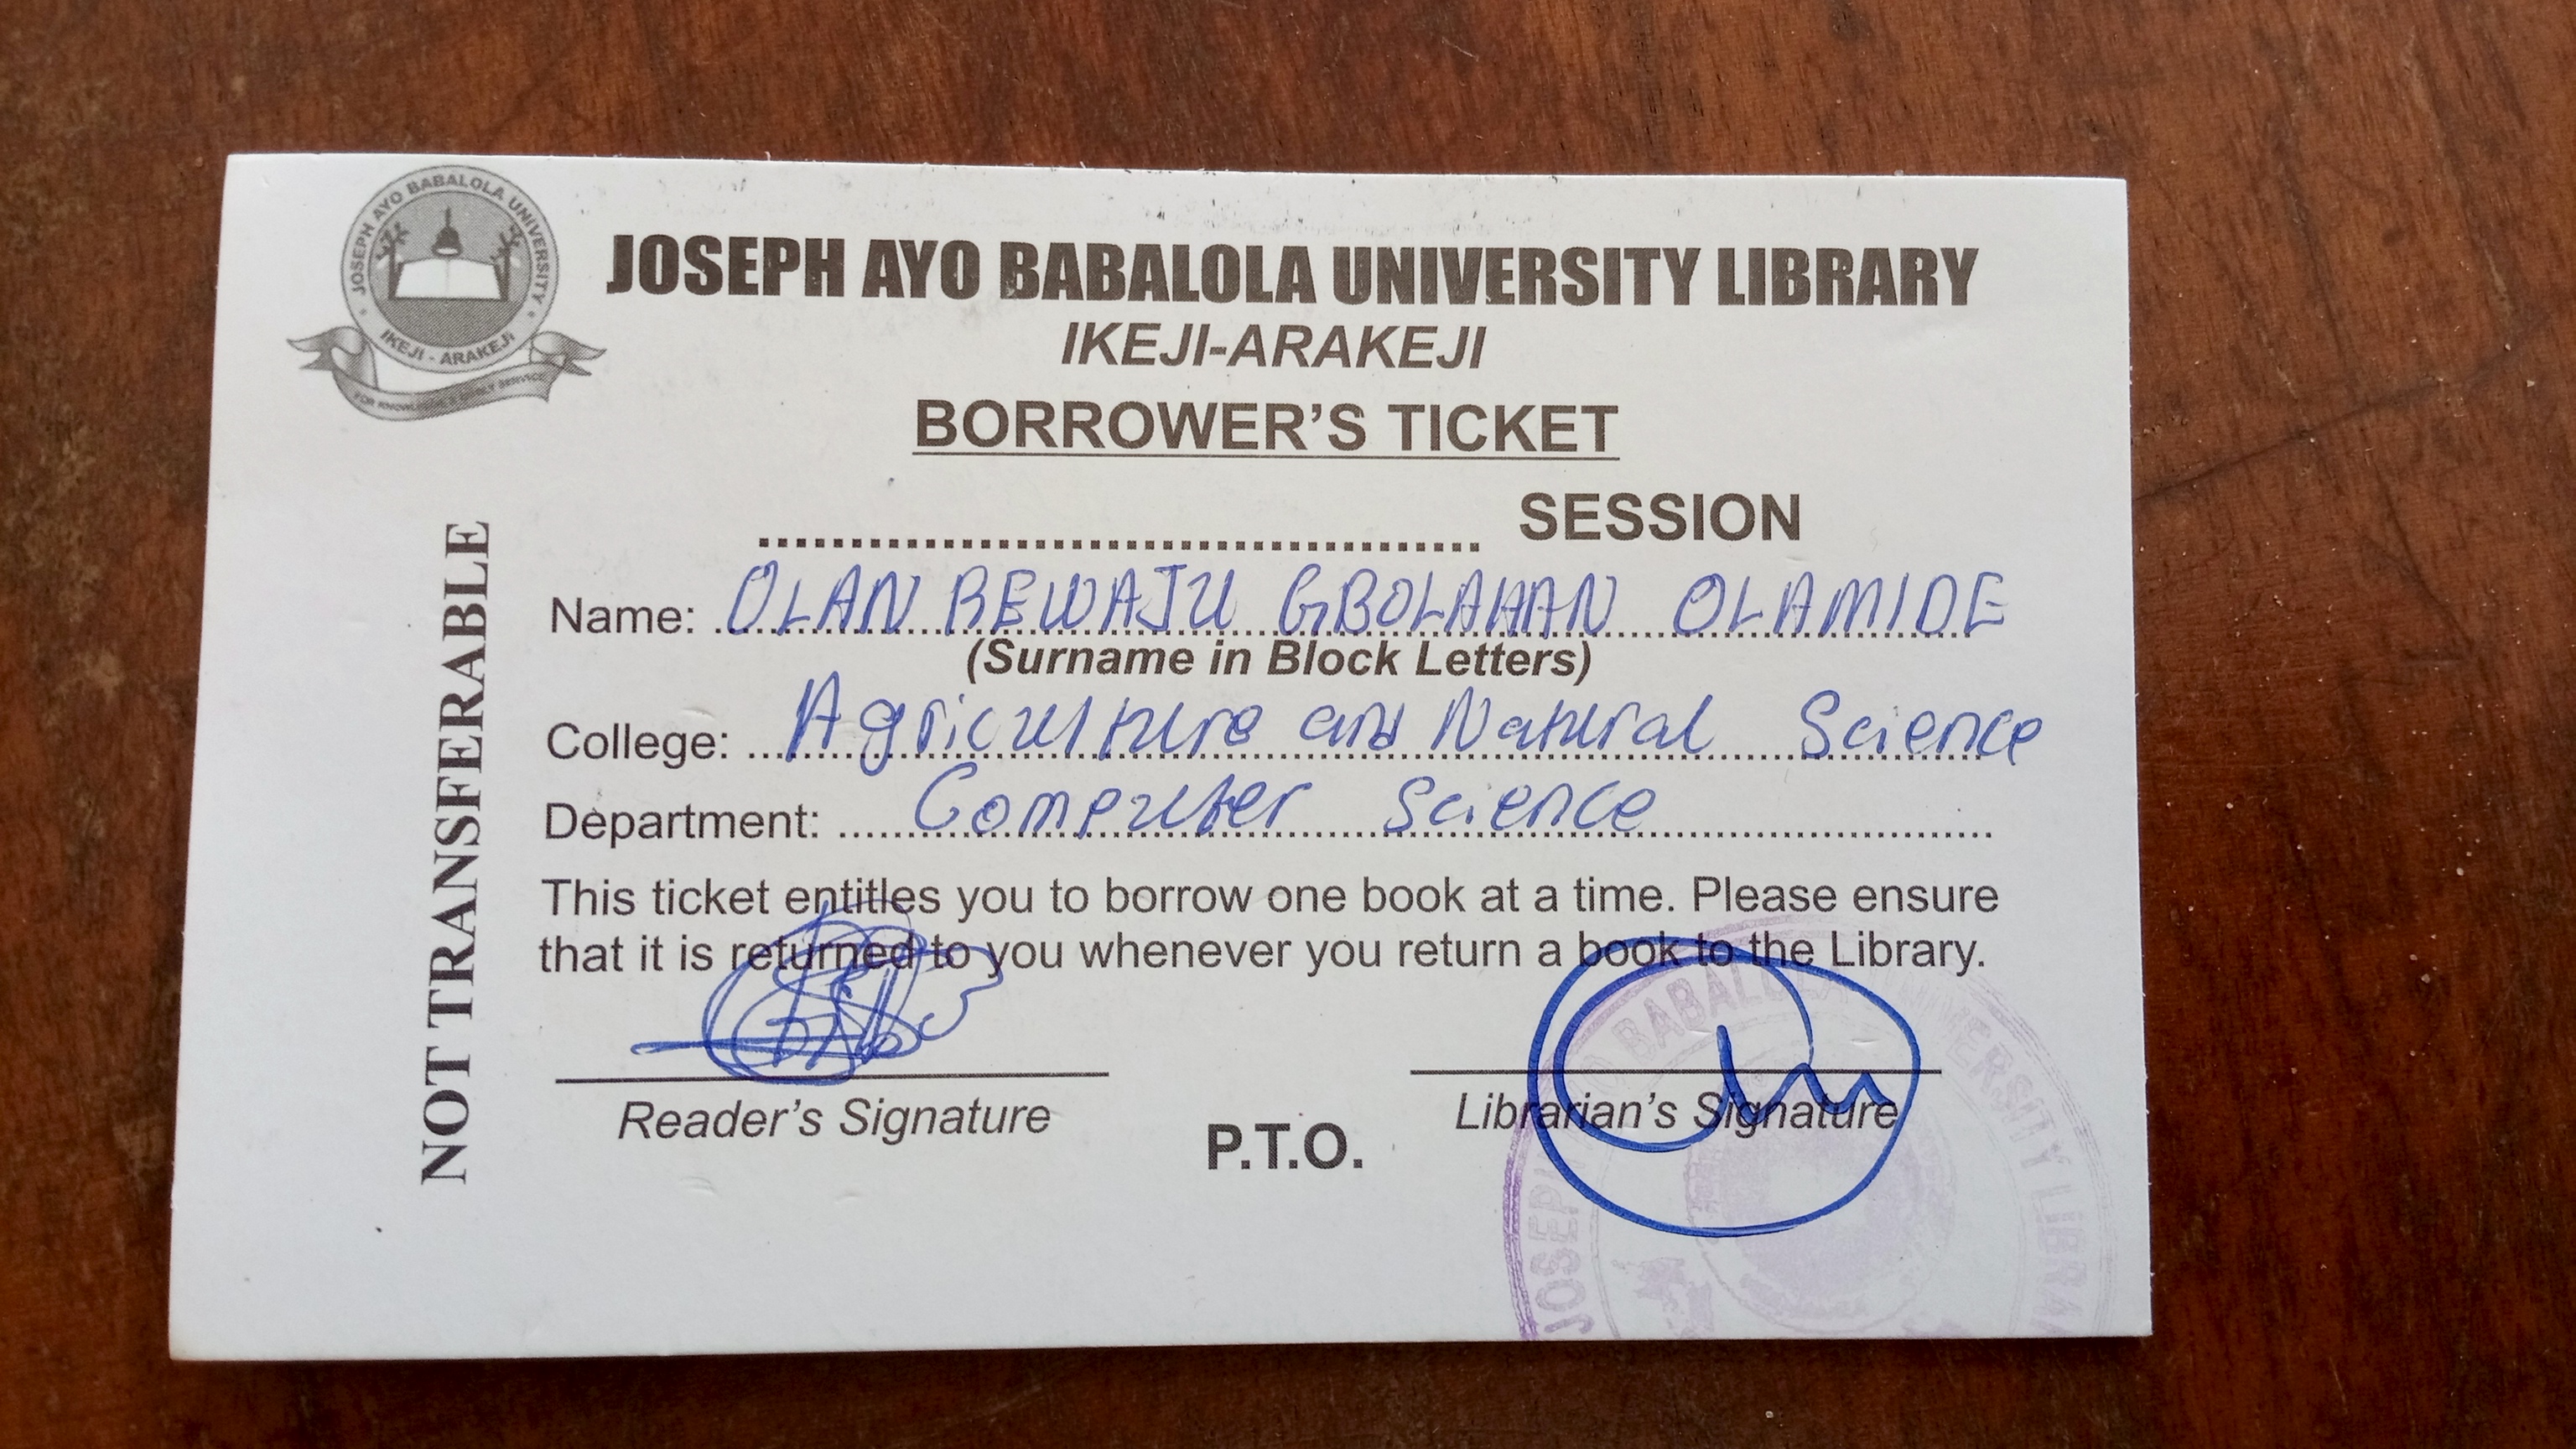 JOSEPH AYO BABALOLA UNIVERSITY
IKEJI - ARAKEJI
FOR KNOWLEDGE & GODLY SERVICE
JOSEPH AYO BABALOLA UNIVERSITY LIBRARY
IKEJI-ARAKEJI
BORROWER'S TICKET
................................................ SESSION
NOT TRANSFERABLE
Name: OLAN REWAJU GBOLAHAN OLAMIDE
(Surname in Block Letters)
College: Agriculture and Natural Science
Department: Computer Science
This ticket entitles you to borrow one book at a time. Please ensure
that it is returned to you whenever you return a book to the Library.
Reader's Signature
Librarian's Signature
P.T.O.
JOSEPH AYO BABALOLA UNIVERSITY LIBRARY